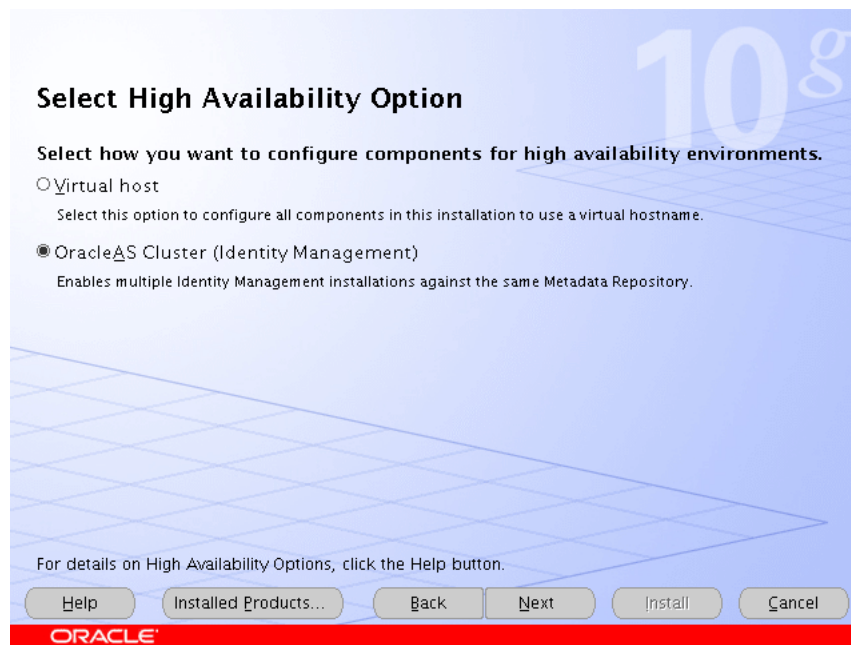 10g
Select High Availability Option
Select how you want to configure components for high availability environments.
Virtual host
Select this option to configure all components in this installation to use a virtual hostname.
OracleAS Cluster (Identity Management)
Enables multiple Identity Management installations against the same Metadata Repository.
For details on High Availability Options, click the Help button.
Help Installed Products... Back Next Install Cancel
ORACLE